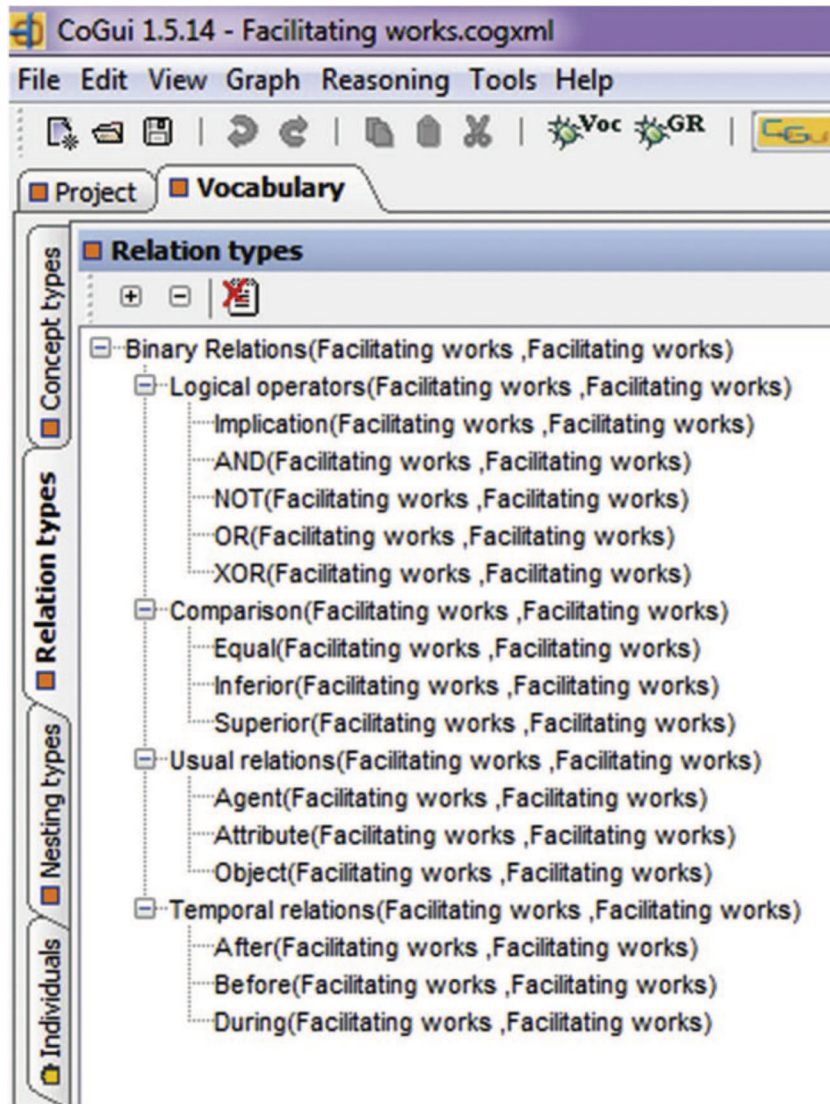 CoGui 1.5.14 - Facilitating works.cogxml
File Edit View Graph Reasoning Tools Help
Voc GR CGui
Project Vocabulary
Concept types
Relation types
Nesting types
Individuals
Relation types
Binary Relations(Facilitating works ,Facilitating works)
Logical operators(Facilitating works ,Facilitating works)
Implication(Facilitating works ,Facilitating works)
AND(Facilitating works ,Facilitating works)
NOT(Facilitating works ,Facilitating works)
OR(Facilitating works ,Facilitating works)
XOR(Facilitating works ,Facilitating works)
Comparison(Facilitating works ,Facilitating works)
Equal(Facilitating works ,Facilitating works)
Inferior(Facilitating works ,Facilitating works)
Superior(Facilitating works ,Facilitating works)
Usual relations(Facilitating works ,Facilitating works)
Agent(Facilitating works ,Facilitating works)
Attribute(Facilitating works ,Facilitating works)
Object(Facilitating works ,Facilitating works)
Temporal relations(Facilitating works ,Facilitating works)
After(Facilitating works ,Facilitating works)
Before(Facilitating works ,Facilitating works)
During(Facilitating works ,Facilitating works)